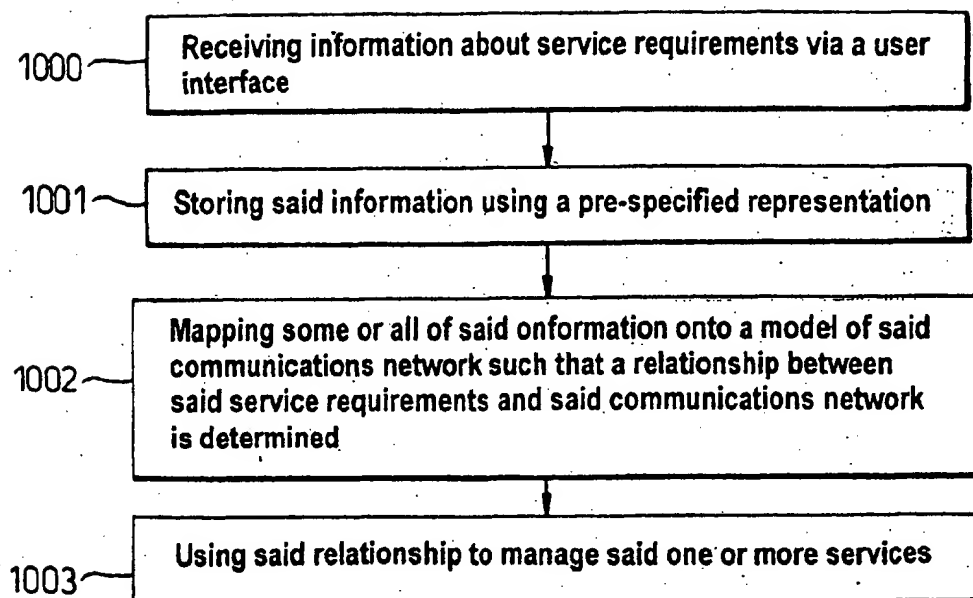 1000
Receiving information about service requirements via a user
interface
1001
Storing said information using a pre-specified representation
1002
Mapping some or all of said onformation onto a model of said
communications network such that a relationship between
said service requirements and said communications network
is determined
1003
Using said relationship to manage said one or more services